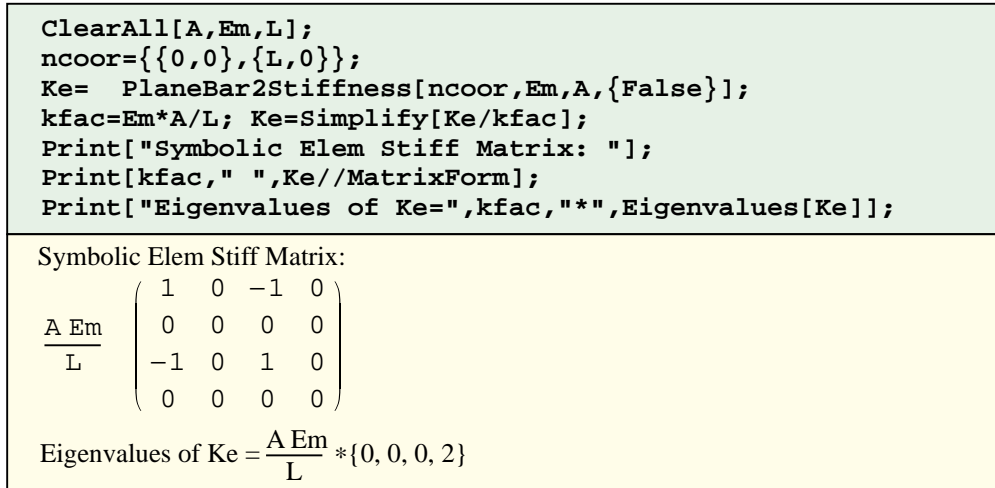 ClearAll[A,Em,L];
ncoor={{0,0},{L,0}};
Ke=  PlaneBar2Stiffness[ncoor,Em,A,{False}];
kfac=Em*A/L; Ke=Simplify[Ke/kfac];
Print["Symbolic Elem Stiff Matrix: "];
Print[kfac," ",Ke//MatrixForm];
Print["Eigenvalues of Ke=",kfac,"*",Eigenvalues[Ke]];
Symbolic Elem Stiff Matrix:
A Em
L
1 0 −1 0
0 0 0 0
−1 0 1 0
0 0 0 0
Eigenvalues of Ke = A Em / L *{0, 0, 0, 2}